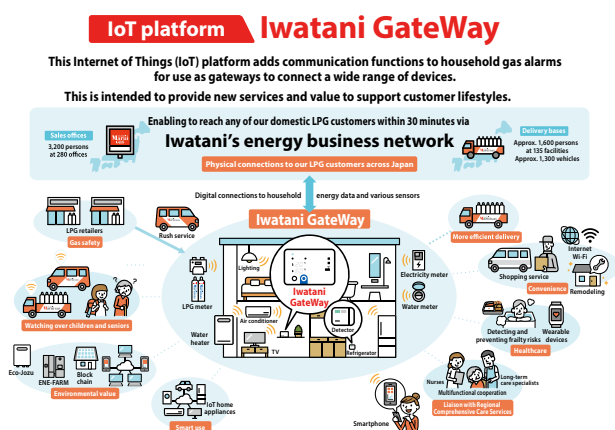 IoT platform
Iwatani GateWay
This Internet of Things (IoT) platform adds communication functions to household gas alarms
for use as gateways to connect a wide range of devices.
This is intended to provide new services and value to support customer lifestyles.
Enabling to reach any of our domestic LPG customers within 30 minutes via
Iwatani's energy business network
Physical connections to our LPG customers across Japan
Sales offices
3,200 persons
at 280 offices
Marui
Delivery bases
Approx. 1,600 persons
at 135 facilities
Approx. 1,300 vehicles
Digital connections to household energy data and various sensors
Iwatani GateWay
LPG retailers
Gas safety
Rush service
Watching over children and seniors
Eco-Jozu
ENE-FARM
Block
chain
Environmental value
LPG meter
Water
heater
Lighting
Iwatani
GateWay
Air conditioner
TV
Detector
Refrigerator
Electricity meter
Water meter
IoT home
appliances
Smart use
Smartphone
More efficient delivery
Internet
Wi-Fi
Shopping service
Convenience
Remodeling
Detecting and
preventing frailty risks
Wearable
devices
Healthcare
Nurses
Long-term
care specialists
Multifunctional cooperation
Liaison with Regional
Comprehensive Care Services